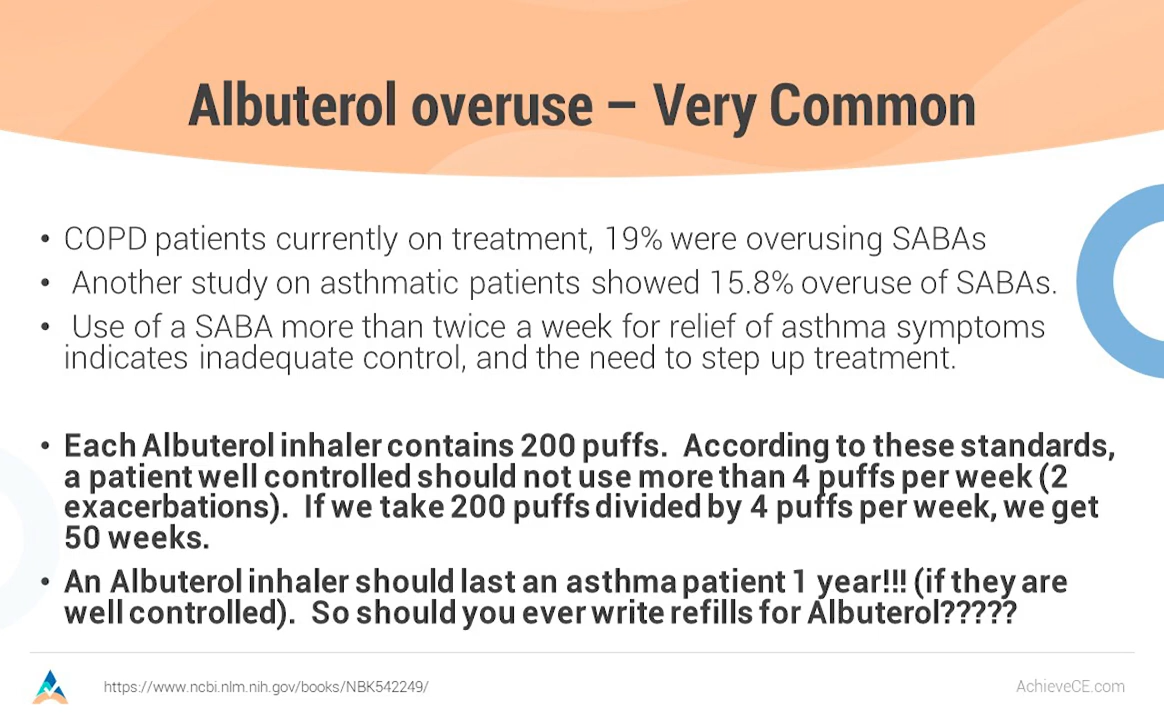 Albuterol overuse – Very Common
• COPD patients currently on treatment, 19% were overusing SABAs
• Another study on asthmatic patients showed 15.8% overuse of SABAs.
• Use of a SABA more than twice a week for relief of asthma symptoms
indicates inadequate control, and the need to step up treatment.
• Each Albuterol inhaler contains 200 puffs. According to these standards,
a patient well controlled should not use more than 4 puffs per week (2
exacerbations). If we take 200 puffs divided by 4 puffs per week, we get
50 weeks.
• An Albuterol inhaler should last an asthma patient 1 year!!! (if they are
well controlled). So should you ever write refills for Albuterol?????
https://www.ncbi.nlm.nih.gov/books/NBK542249/
AchieveCE.com